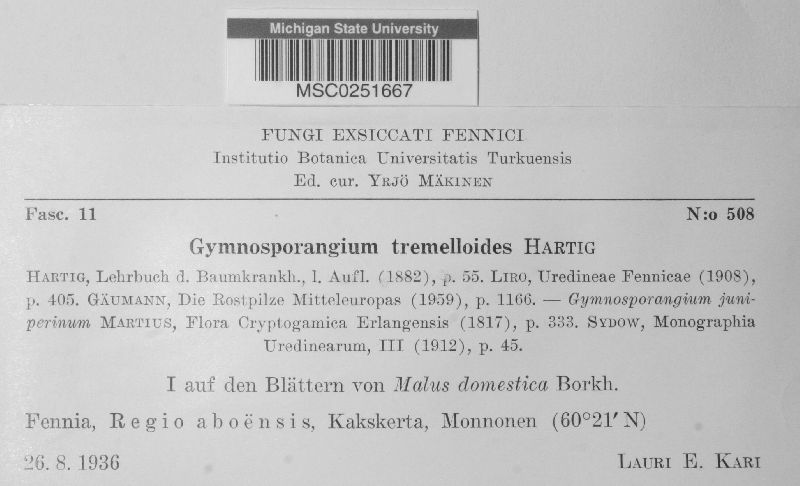 Michigan State University
MSC0251667
FUNGI EXSICCATI FENNICI
Institutio Botanica Universitatis Turkuensis
Ed. cur. YRJÖ MÄKINEN
Fasc. 11 N:o 508
Gymnosporangium tremelloides HARTIG
HARTIG, Lehrbuch d. Baumkrankh., l. Aufl. (1882), p. 55. LIRO, Uredineae Fennicae (1908),
p. 405. GÄUMANN, Die Rostpilze Mitteleuropas (1959), p. 1166. — Gymnosporangium juni-
perinum MARTIUS, Flora Cryptogamica Erlangensis (1817), p. 333. SYDOW, Monographia
Uredinearum, III (1912), p. 45.
I auf den Blättern von Malus domestica Borkh.
Fennia, Regio aboënsis, Kakskerta, Monnonen (60°21′ N)
26. 8. 1936 LAURI E. KARI